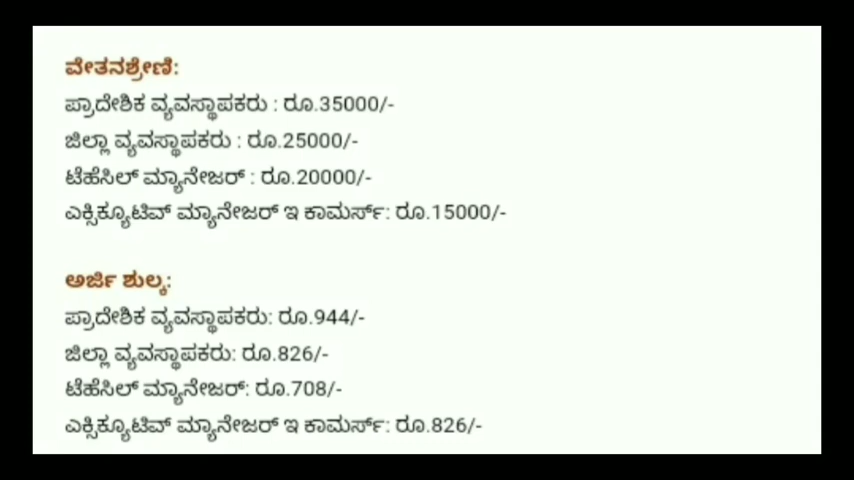 ವೇತನಶ್ರೇಣಿ:
ಪ್ರಾದೇಶಿಕ ವ್ಯವಸ್ಥಾಪಕರು : ರೂ.35000/-
ಜಿಲ್ಲಾ ವ್ಯವಸ್ಥಾಪಕರು : ರೂ.25000/-
ಟೆಹೆಸಿಲ್ ಮ್ಯಾನೇಜರ್ : ರೂ.20000/-
ಎಕ್ಸಿಕ್ಯೂಟಿವ್ ಮ್ಯಾನೇಜರ್ ಇ ಕಾಮರ್ಸ್: ರೂ.15000/-
ಅರ್ಜಿ ಶುಲ್ಕ:
ಪ್ರಾದೇಶಿಕ ವ್ಯವಸ್ಥಾಪಕರು: ರೂ.944/-
ಜಿಲ್ಲಾ ವ್ಯವಸ್ಥಾಪಕರು: ರೂ.826/-
ಟೆಹೆಸಿಲ್ ಮ್ಯಾನೇಜರ್: ರೂ.708/-
ಎಕ್ಸಿಕ್ಯೂಟಿವ್ ಮ್ಯಾನೇಜರ್ ಇ ಕಾಮರ್ಸ್: ರೂ.826/-